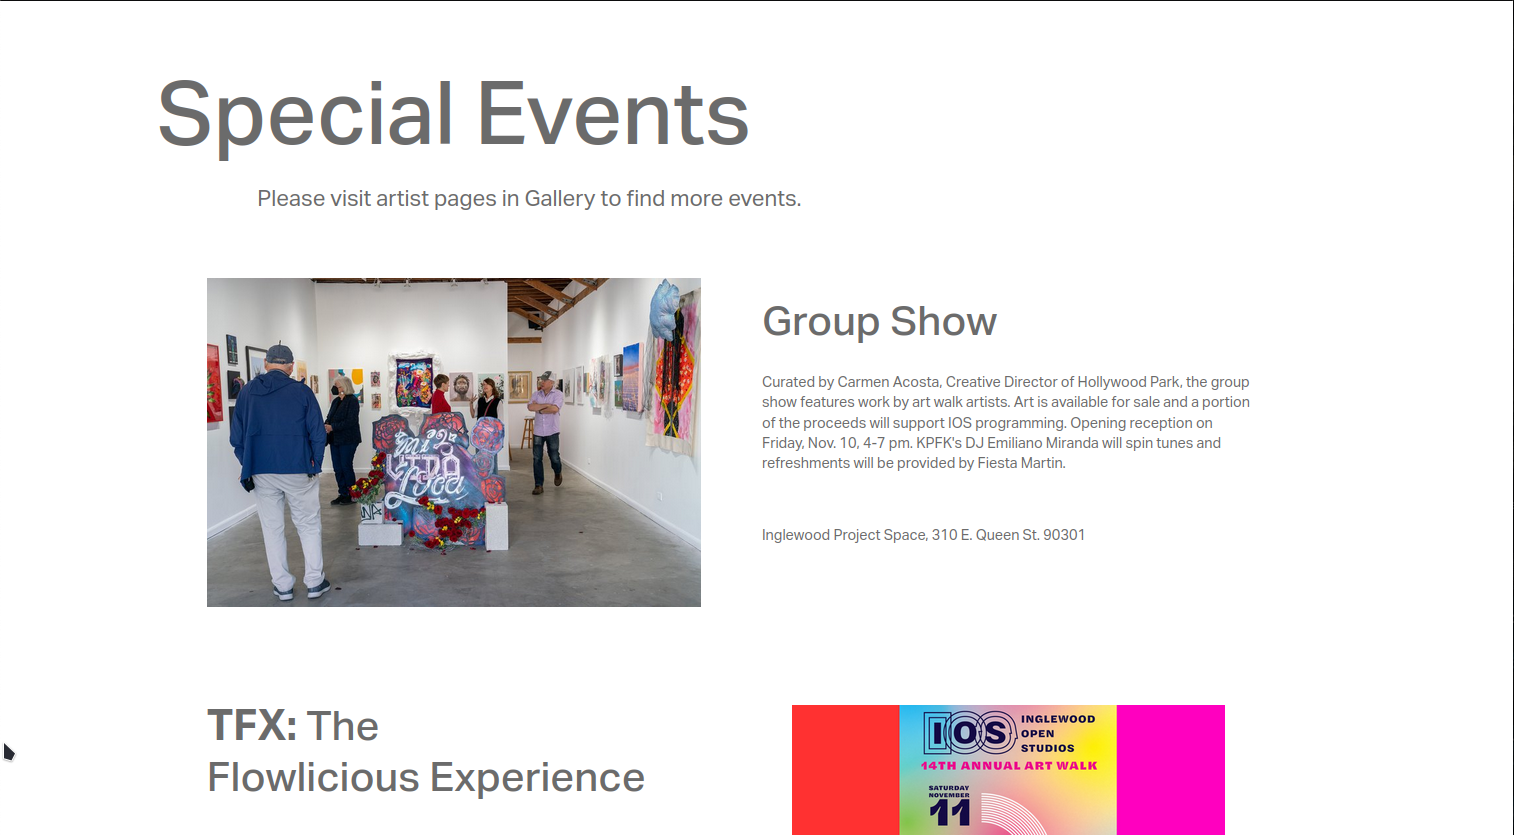 Special Events
Please visit artist pages in Gallery to find more events.
Group Show
Curated by Carmen Acosta, Creative Director of Hollywood Park, the group
show features work by art walk artists. Art is available for sale and a portion
of the proceeds will support IOS programming. Opening reception on
Friday, Nov. 10, 4-7 pm. KPFK's DJ Emiliano Miranda will spin tunes and
refreshments will be provided by Fiesta Martin.
Inglewood Project Space, 310 E. Queen St. 90301
mi
VIDA
Loca
TFX: The
Flowlicious Experience
IOS
INGLEWOOD
OPEN
STUDIOS
14TH ANNUAL ART WALK
SATURDAY
NOVEMBER
11